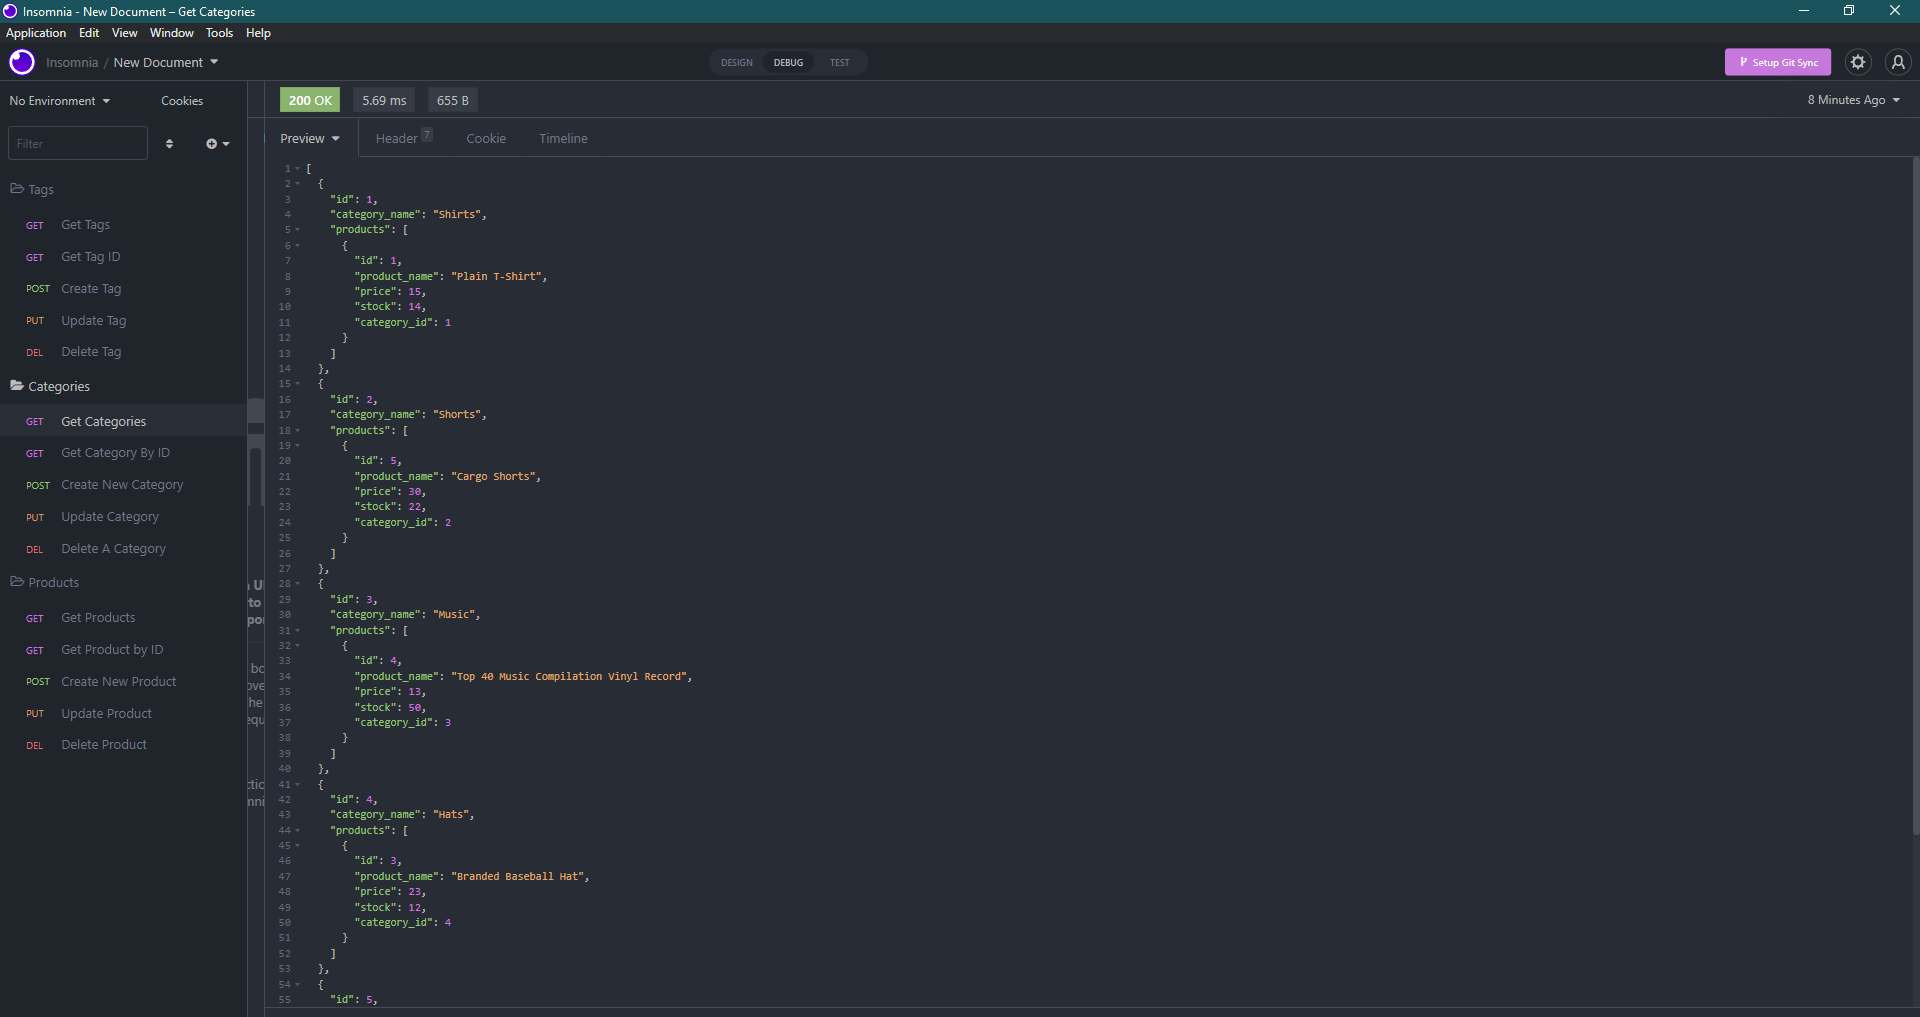 Insomnia - New Document – Get Categories
Application Edit View Window Tools Help
Insomnia / New Document
DESIGN DEBUG TEST
Setup Git Sync
No Environment
Cookies
200 OK
5.69 ms
655 B
8 Minutes Ago
Filter
Preview
Header 7
Cookie
Timeline
Tags
GET Get Tags
GET Get Tag ID
POST Create Tag
PUT Update Tag
DEL Delete Tag
Categories
GET Get Categories
GET Get Category By ID
POST Create New Category
PUT Update Category
DEL Delete A Category
Products
GET Get Products
GET Get Product by ID
POST Create New Product
PUT Update Product
DEL Delete Product
1 [
2 {
3 "id": 1,
4 "category_name": "Shirts",
5 "products": [
6 {
7 "id": 1,
8 "product_name": "Plain T-Shirt",
9 "price": 15,
10 "stock": 14,
11 "category_id": 1
12 }
13 ]
14 },
15 {
16 "id": 2,
17 "category_name": "Shorts",
18 "products": [
19 {
20 "id": 5,
21 "product_name": "Cargo Shorts",
22 "price": 30,
23 "stock": 22,
24 "category_id": 2
25 }
26 ]
27 },
28 {
29 "id": 3,
30 "category_name": "Music",
31 "products": [
32 {
33 "id": 4,
34 "product_name": "Top 40 Music Compilation Vinyl Record",
35 "price": 13,
36 "stock": 50,
37 "category_id": 3
38 }
39 ]
40 },
41 {
42 "id": 4,
43 "category_name": "Hats",
44 "products": [
45 {
46 "id": 3,
47 "product_name": "Branded Baseball Hat",
48 "price": 23,
49 "stock": 12,
50 "category_id": 4
51 }
52 ]
53 },
54 {
55 "id": 5,